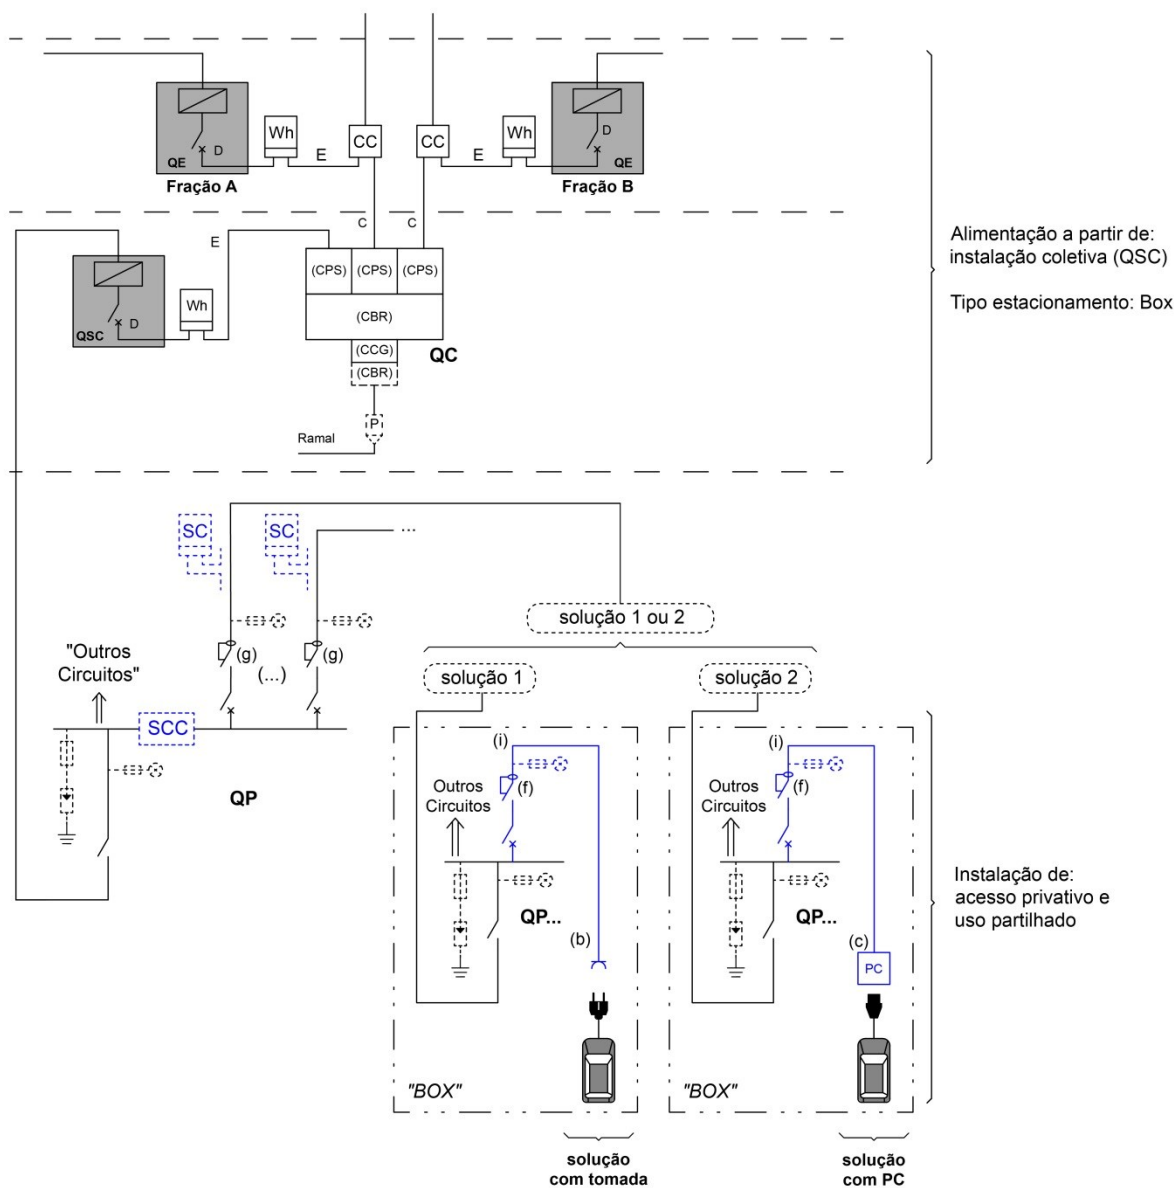 Wh
CC
CC
Wh
D
D
QE
E
E
QE
Fração A
Fração B
E
C
C
Alimentação a partir de:
instalação coletiva (QSC)
Tipo estacionamento: Box
(CPS)
(CPS)
(CPS)
Wh
D
QSC
(CBR)
(CCG)
QC
(CBR)
P
Ramal
SC
SC
...
solução 1 ou 2
"Outros
Circuitos"
(g)
(g)
(...)
solução 1
solução 2
SCC
QP
(i)
(i)
Outros
Circuitos
(f)
Outros
Circuitos
(f)
QP...
QP...
Instalação de:
acesso privativo e
uso partilhado
(b)
(c)
PC
"BOX"
"BOX"
solução
com tomada
solução
com PC